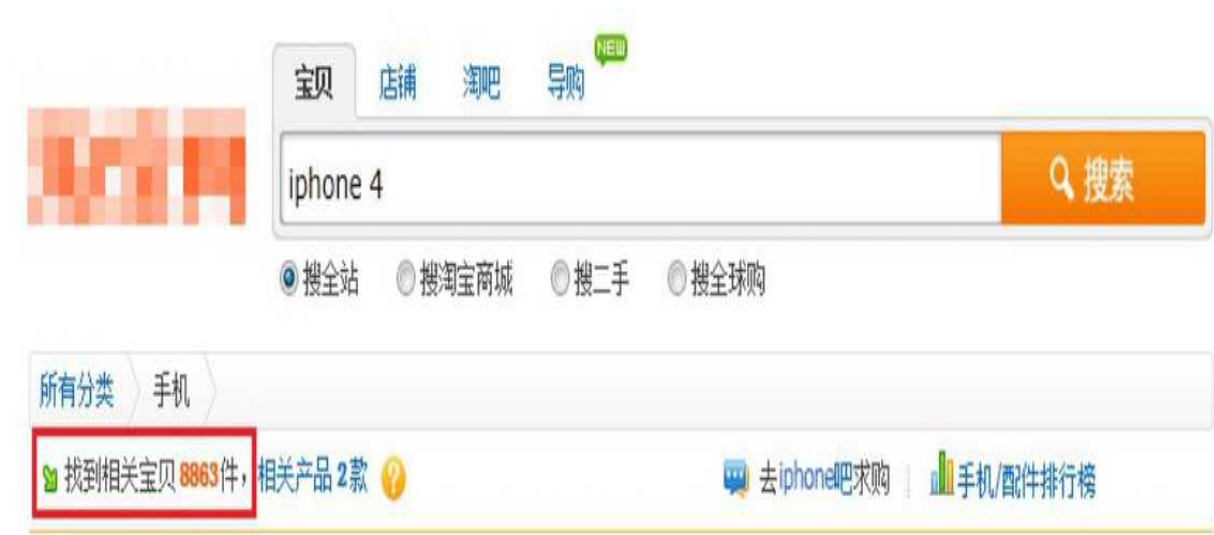 NEW
宝贝 店铺 淘吧 导购
iphone 4 搜索
搜全站 搜淘宝商城 搜二手 搜全球购
所有分类 手机
找到相关宝贝8863件，相关产品2款 ? 去iphone吧求购 手机/配件排行榜